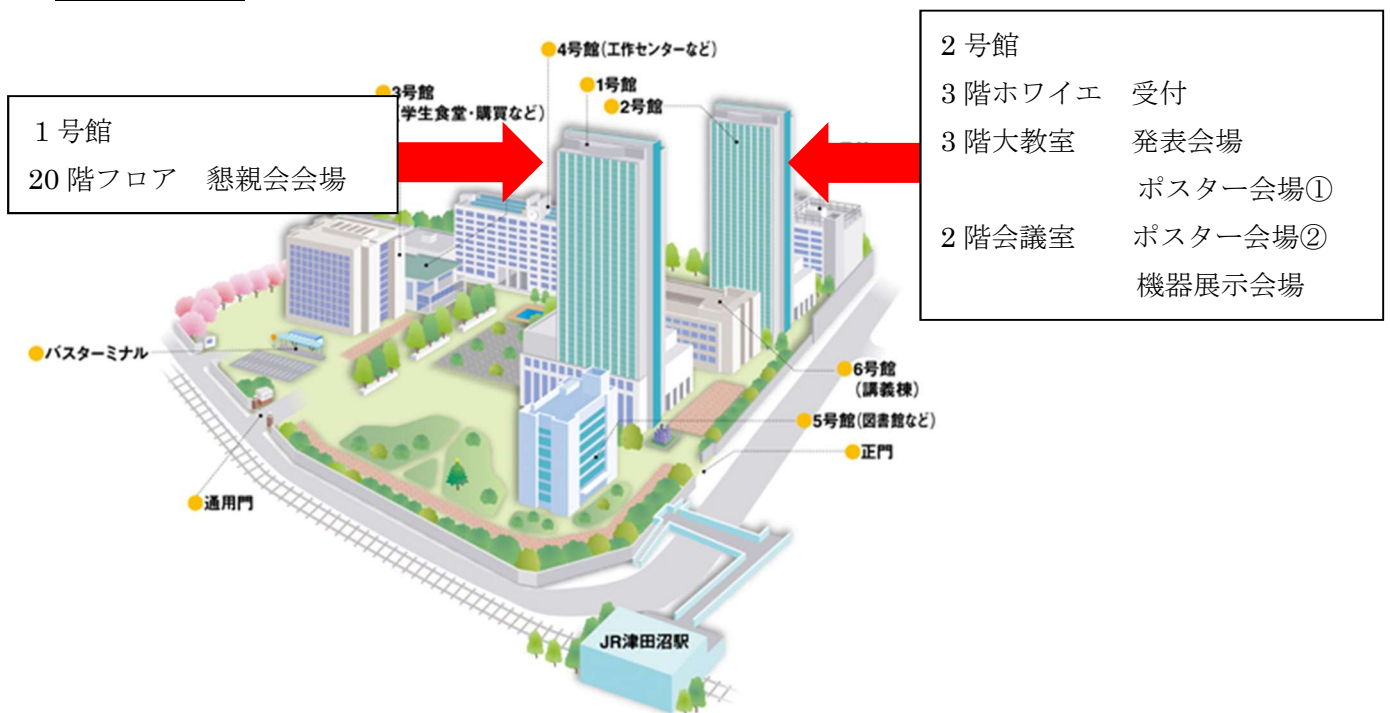 4号館(工作センターなど)
1号館
2号館
3号館
学生食堂・購買など)
1号館
20階フロア 懇親会会場
2号館
3階ホワイエ 受付
3階大教室 発表会場
ポスター会場①
2階会議室 ポスター会場②
機器展示会場
バスターミナル
6号館
(講義棟)
5号館(図書館など)
正門
通用門
JR津田沼駅